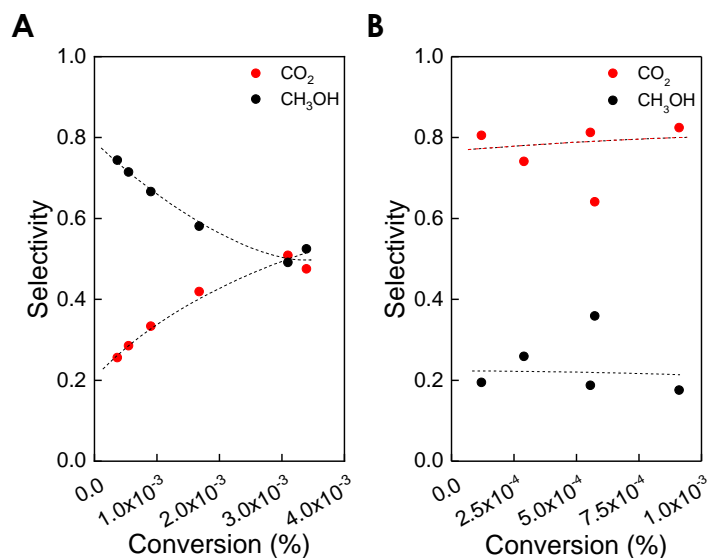 A
Selectivity
1.0
0.8
0.6
0.4
0.2
0.0
CO₂
CH₃OH
0.0
1.0x10⁻³
2.0x10⁻³
3.0x10⁻³
4.0x10⁻³
Conversion (%)
B
Selectivity
1.0
0.8
0.6
0.4
0.2
0.0
CO₂
CH₃OH
0.0
2.5x10⁻⁴
5.0x10⁻⁴
7.5x10⁻⁴
1.0x10⁻³
Conversion (%)